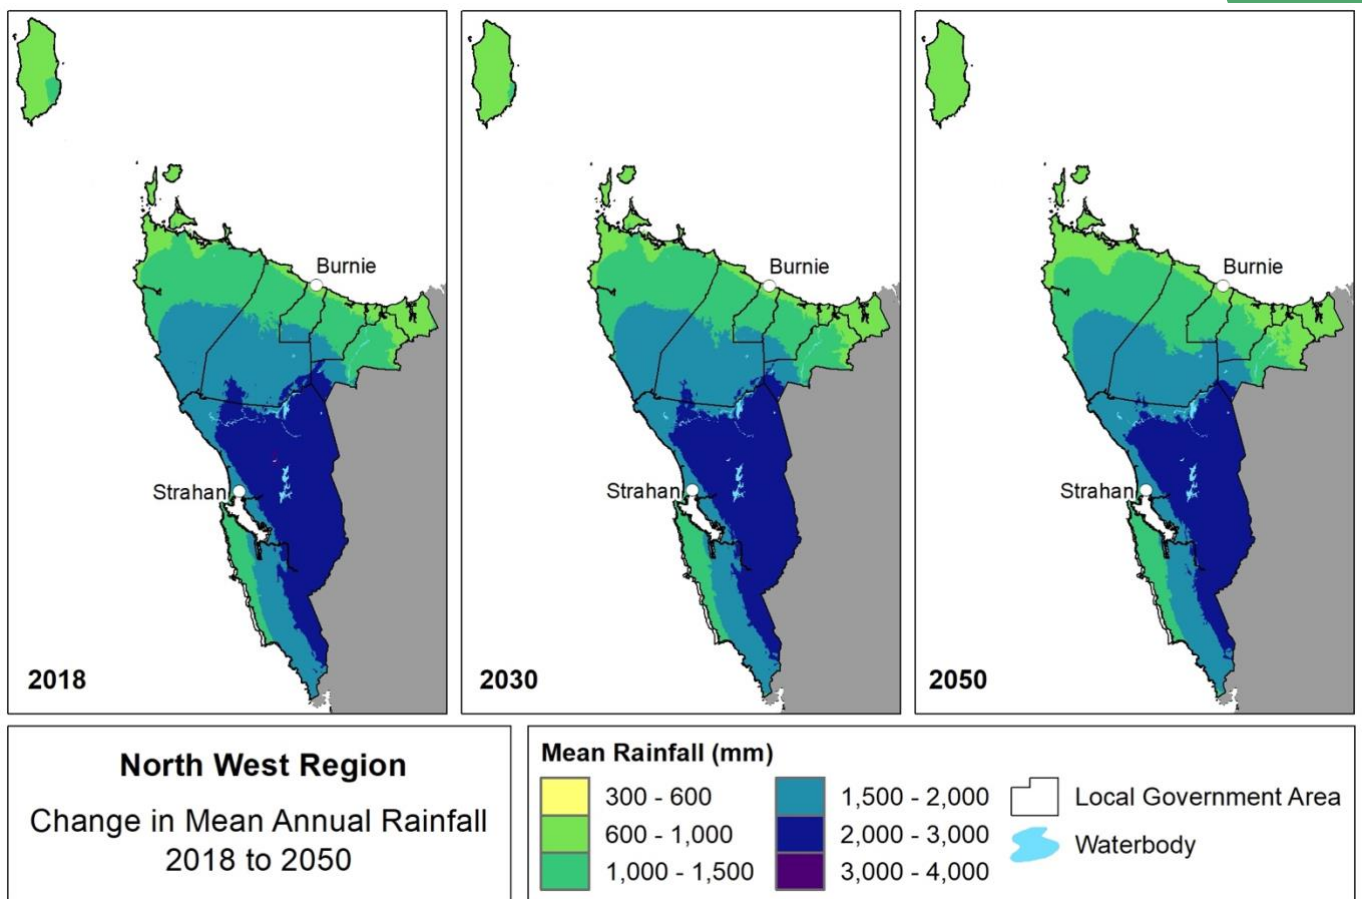 Burnie
Strahan
2018
Burnie
Strahan
2030
Burnie
Strahan
2050
North West Region
Change in Mean Annual Rainfall
2018 to 2050
Mean Rainfall (mm)
300 - 600
600 - 1,000
1,000 - 1,500
1,500 - 2,000
2,000 - 3,000
3,000 - 4,000
Local Government Area
Waterbody